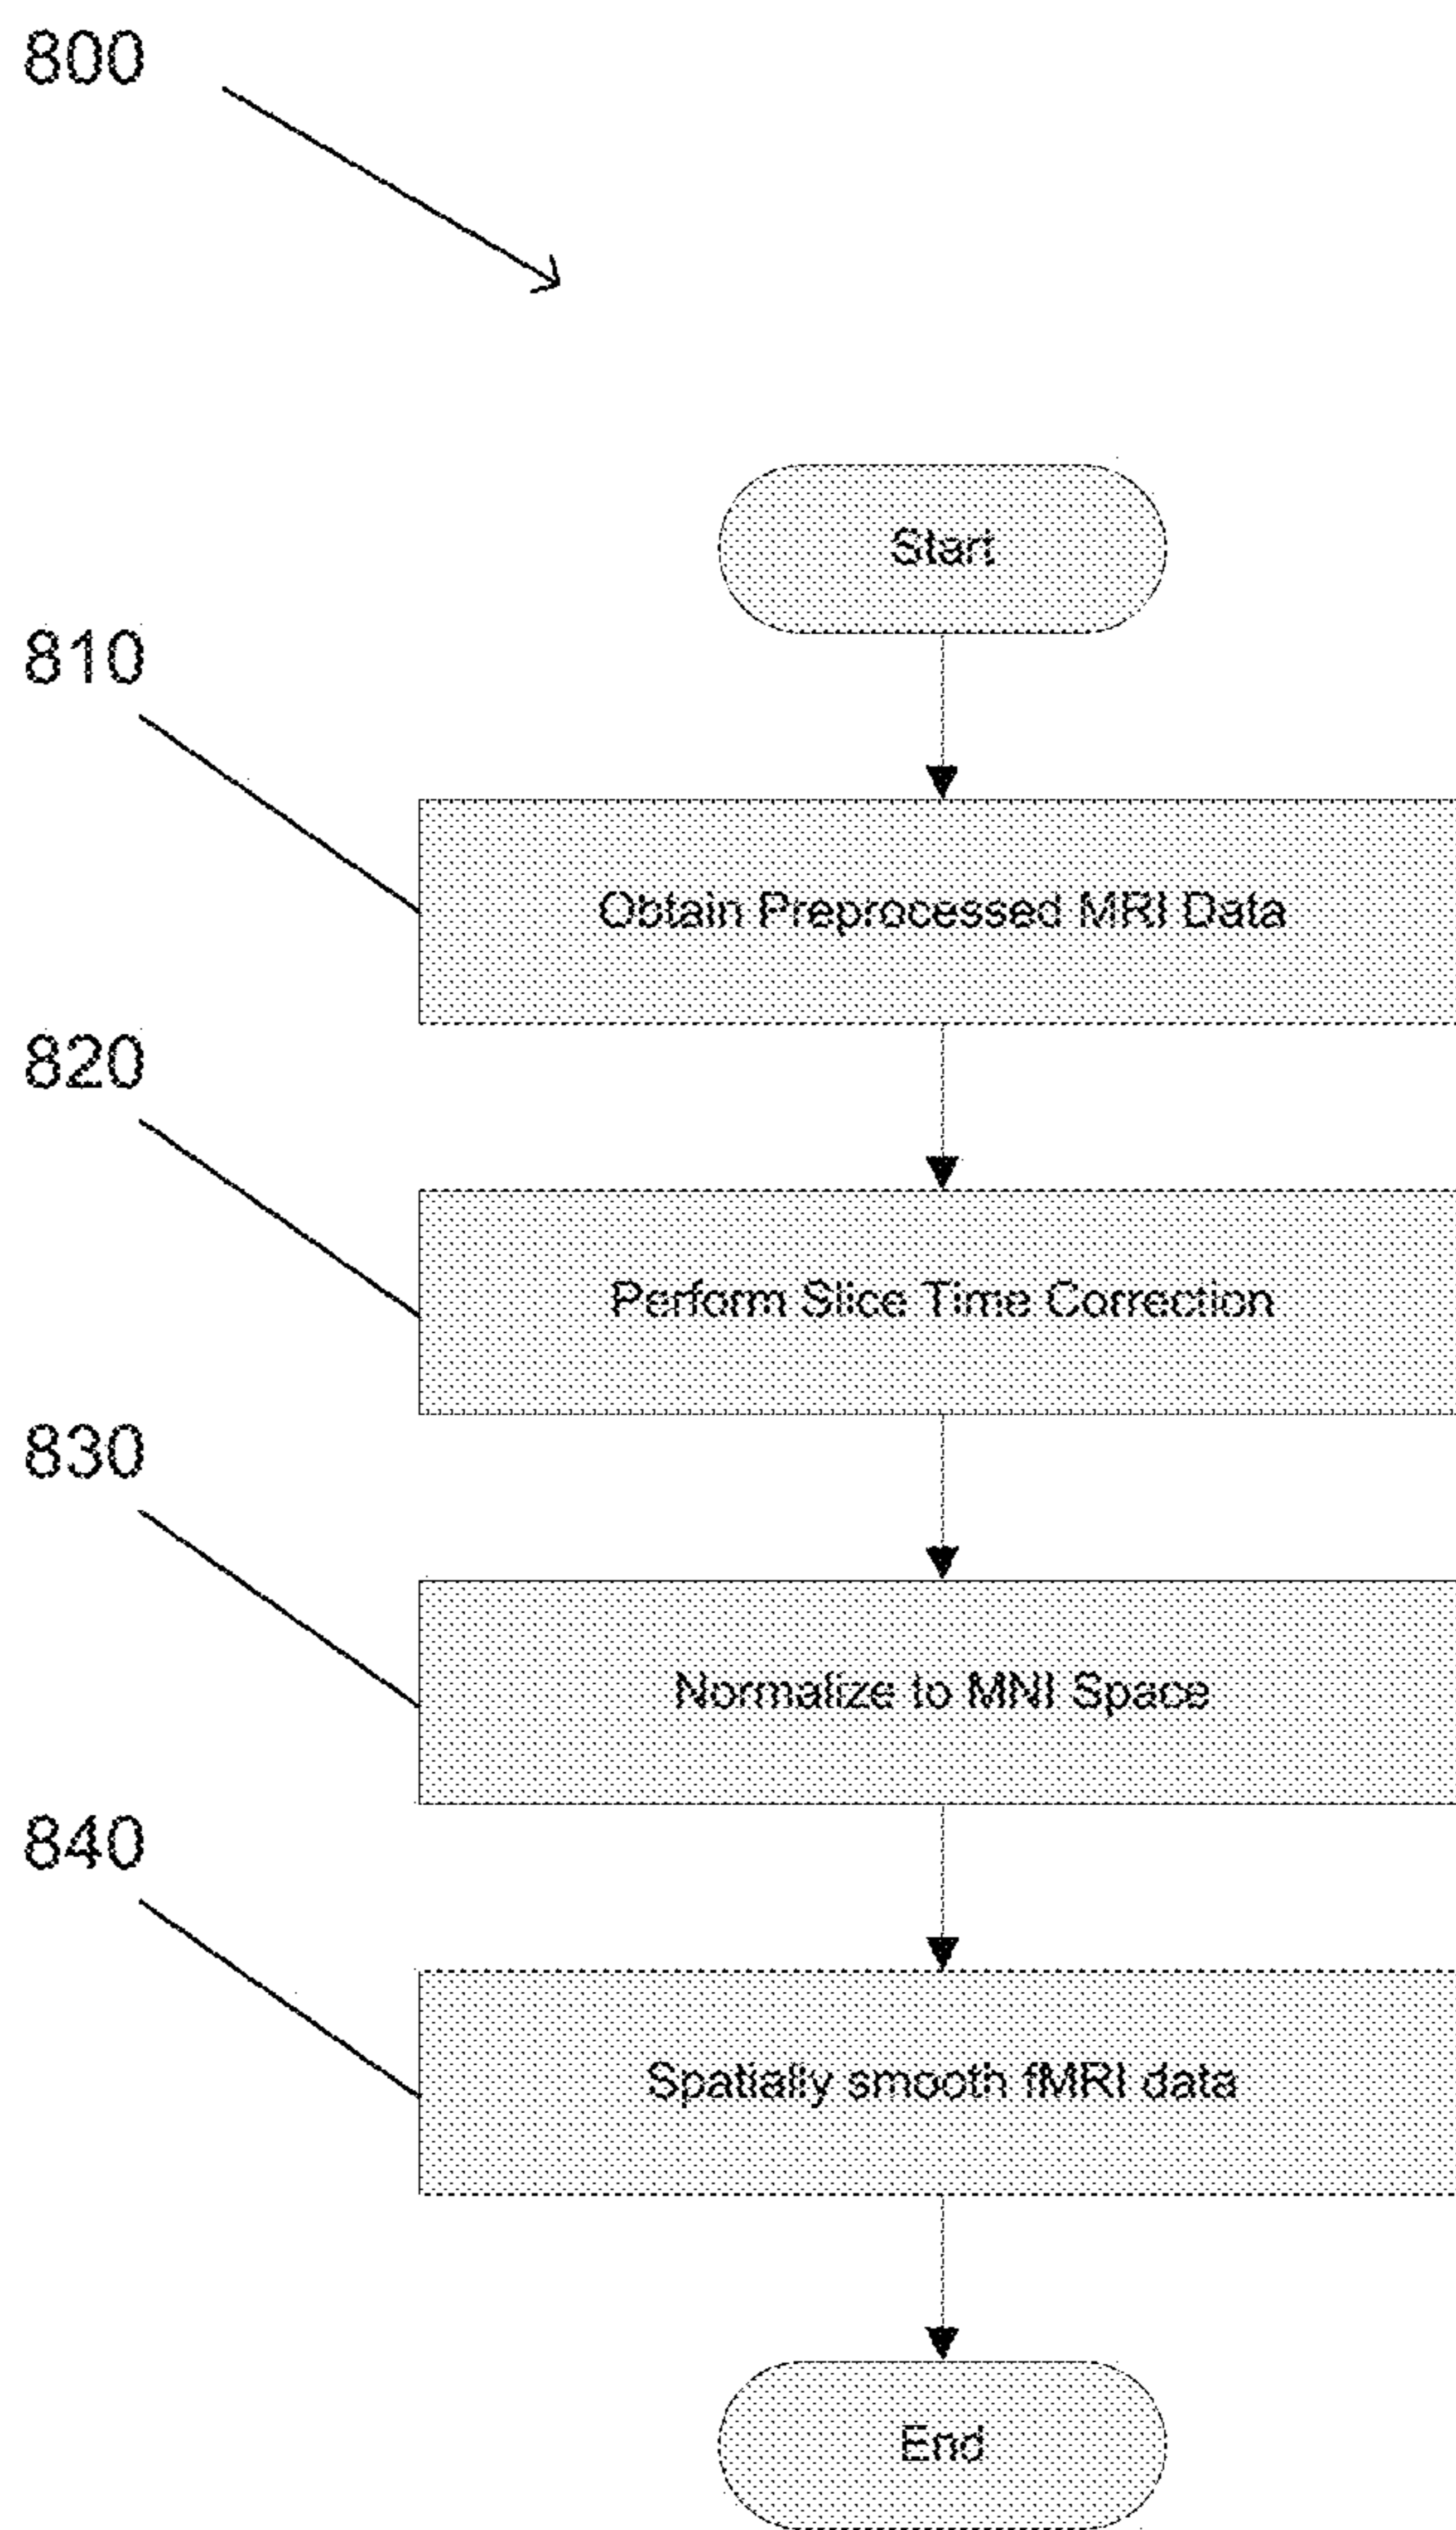 800
Start
810
Obtain Preprocessed MRI Data
820
Perform Slice Time Correction
830
Normalize to MNI Space
840
Spatially smooth fMRI data
End